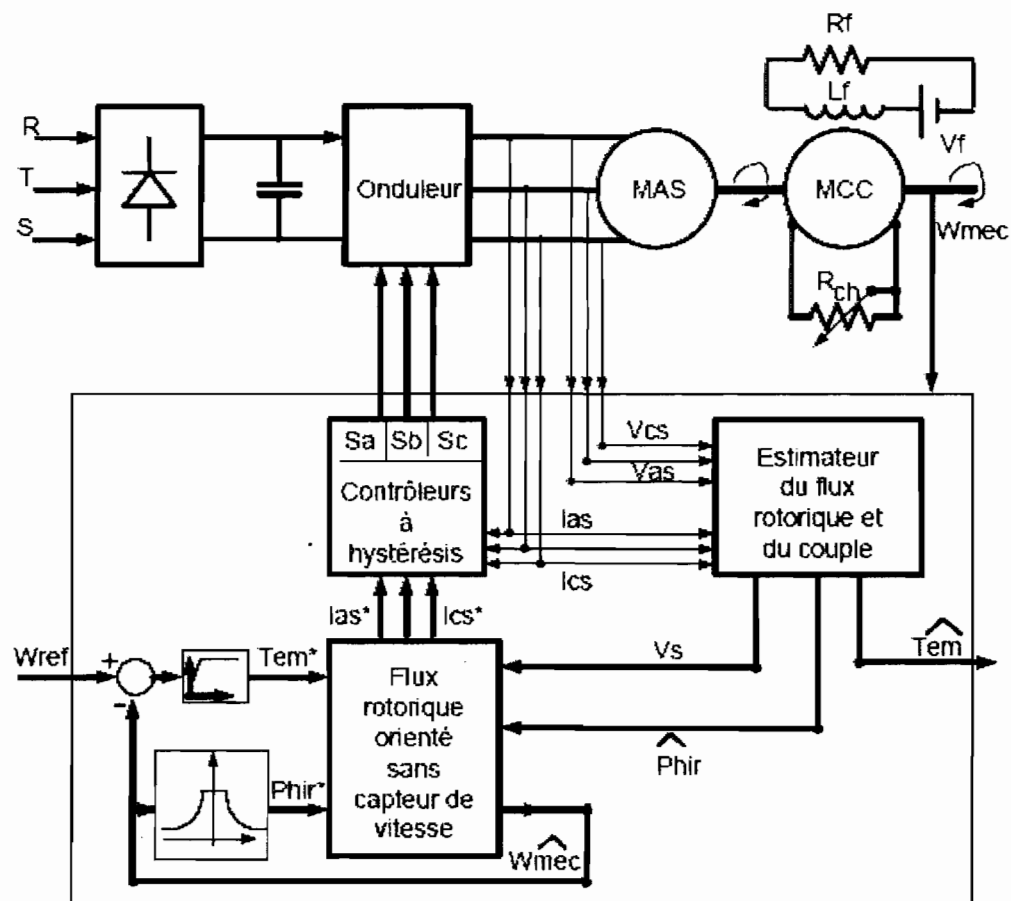 Rf
Lf
Vf
R
T
S
Onduleur
MAS
MCC
Wmec
Rch
Sa Sb Sc
Contrôleurs
à
hystérésis
Vcs
Vas
Ias
Ics
Estimateur
du flux
rotorique et
du couple
Ias* Ics*
Wref
+
-
Tem*
Phir*
Flux
rotorique
orienté
sans
capteur de
vitesse
Vs
Phir
Tem
Wmec